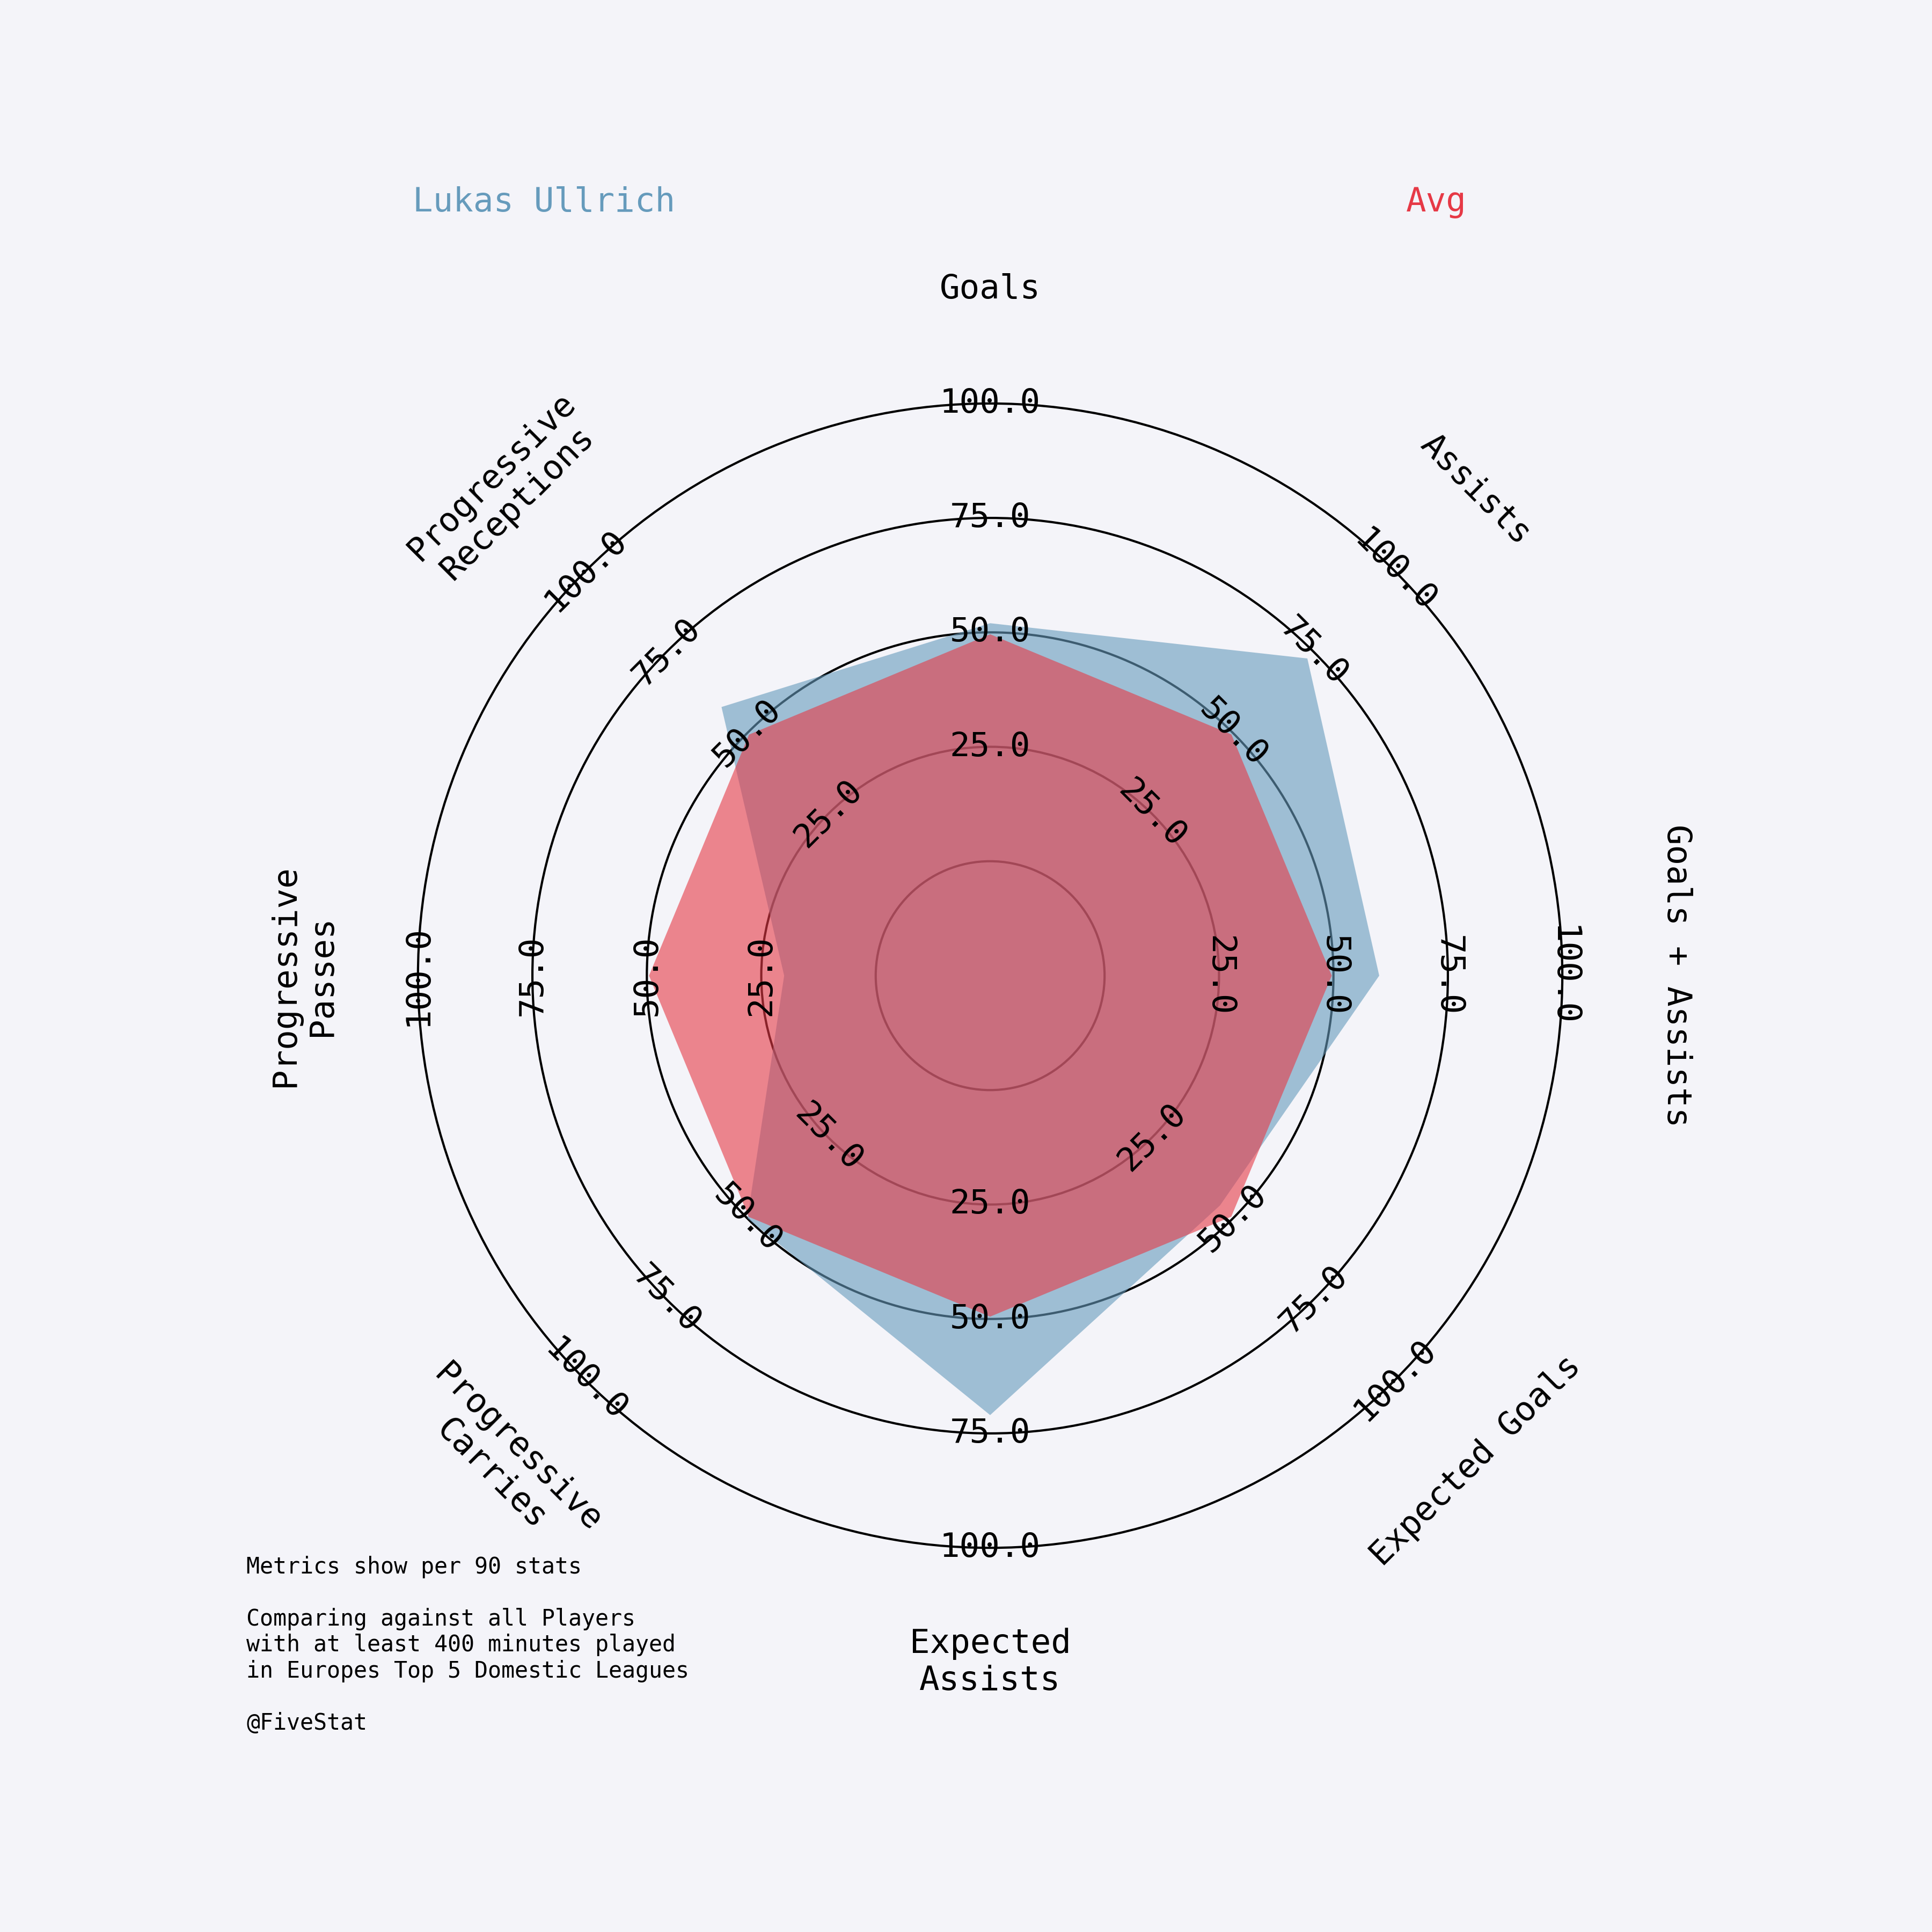 Lukas Ullrich
Avg
Goals
Assists
Goals + Assists
Expected Goals
Expected
Assists
Progressive
Carries
Progressive
Passes
Progressive
Receptions
100.0
75.0
50.0
25.0
100.0
75.0
50.0
25.0
100.0
75.0
50.0
25.0
100.0
75.0
50.0
25.0
25.0
50.0
75.0
100.0
25.0
50.0
75.0
100.0
100.0
75.0
50.0
25.0
100.0
75.0
50.0
25.0
Metrics show per 90 stats
Comparing against all Players
with at least 400 minutes played
in Europes Top 5 Domestic Leagues
@FiveStat